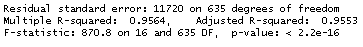 Residual standard error: 11720 on 635 degrees of freedom
Multiple R-squared:  0.9564,    Adjusted R-squared:  0.9553
F-statistic: 870.8 on 16 and 635 DF,  p-value: < 2.2e-16